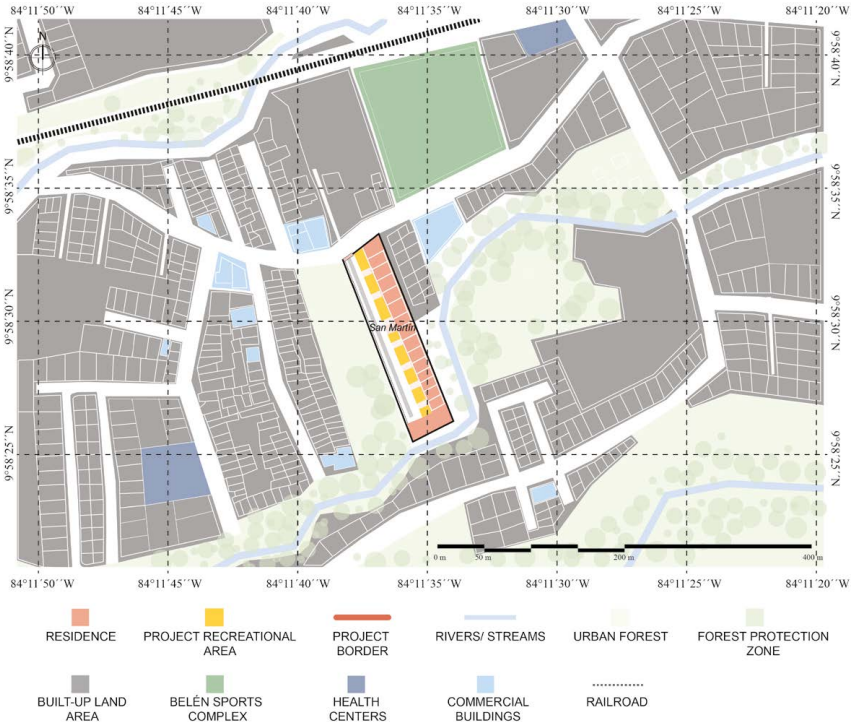 84°11´50´´W 84°11´45´´W 84°11´40´´W 84°11´35´´W 84°11´30´´W 84°11´25´´W 84°11´20´´W
N
9°58´40´´N
9°58´40´´N
9°58´35´´N
9°58´35´´N
9°58´30´´N
9°58´30´´N
San Martín
9°58´25´´N
9°58´25´´N
0 m 50 m 200 m 400 m
84°11´50´´W 84°11´45´´W 84°11´40´´W 84°11´35´´W 84°11´30´´W 84°11´25´´W 84°11´20´´W
RESIDENCE
PROJECT RECREATIONAL
AREA
PROJECT
BORDER
RIVERS/ STREAMS
URBAN FOREST
FOREST PROTECTION
ZONE
BUILT-UP LAND
AREA
BELÉN SPORTS
COMPLEX
HEALTH
CENTERS
COMMERCIAL
BUILDINGS
RAILROAD